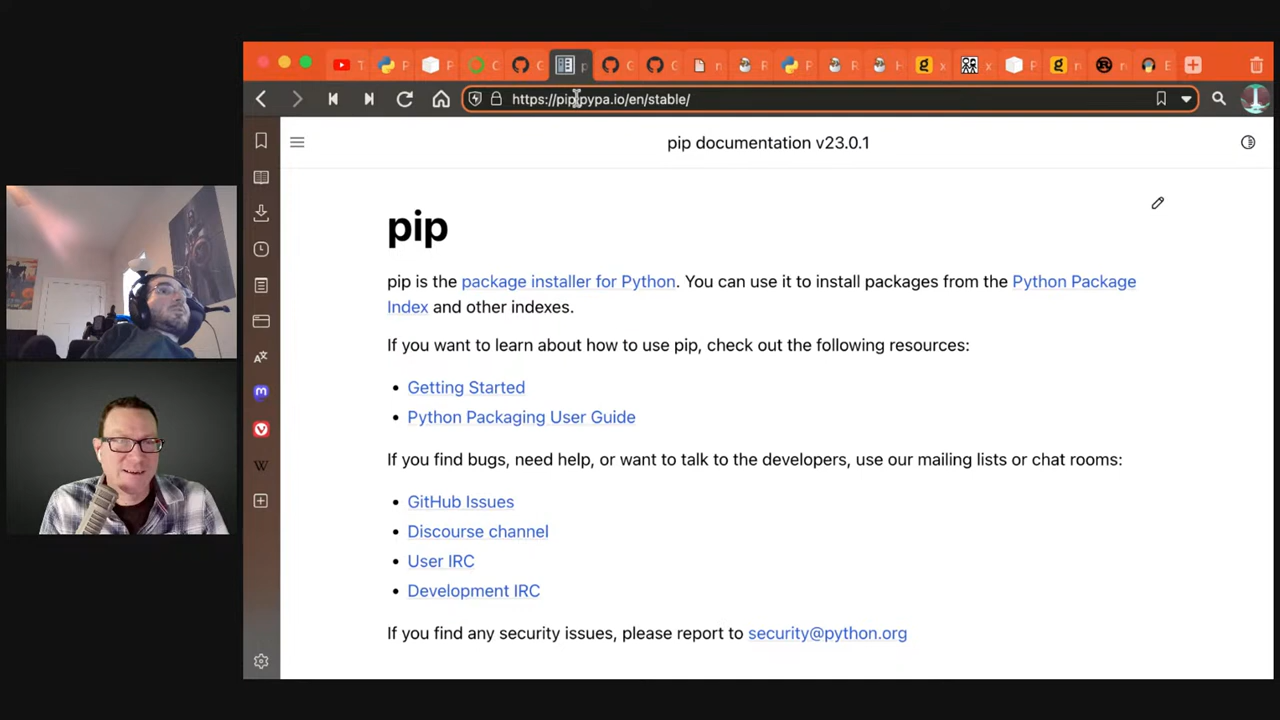 https://pip.pypa.io/en/stable/
pip documentation v23.0.1
pip
pip is the package installer for Python. You can use it to install packages from the Python Package
Index and other indexes.
If you want to learn about how to use pip, check out the following resources:
• Getting Started
• Python Packaging User Guide
If you find bugs, need help, or want to talk to the developers, use our mailing lists or chat rooms:
• GitHub Issues
• Discourse channel
• User IRC
• Development IRC
If you find any security issues, please report to security@python.org